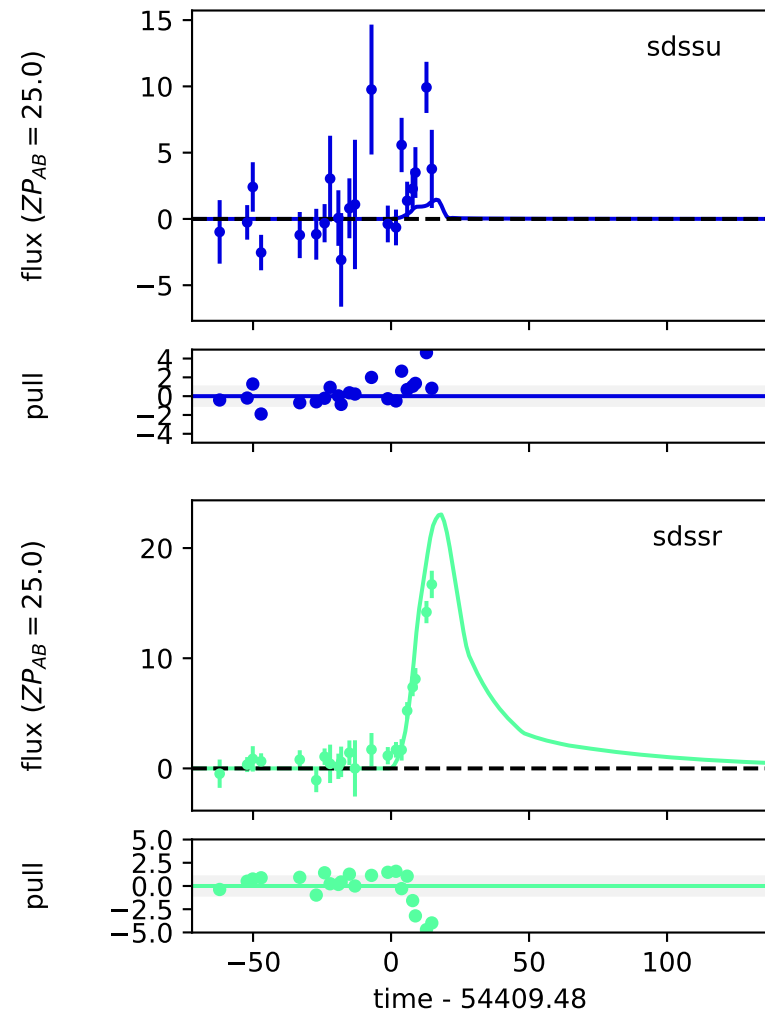 15
10
5
0
−5
flux (ZP_AB = 25.0)
sdssu
4
2
0
−2
−4
pull
20
10
0
flux (ZP_AB = 25.0)
sdssr
5.0
2.5
0.0
−2.5
−5.0
pull
−50 0 50 100
time - 54409.48